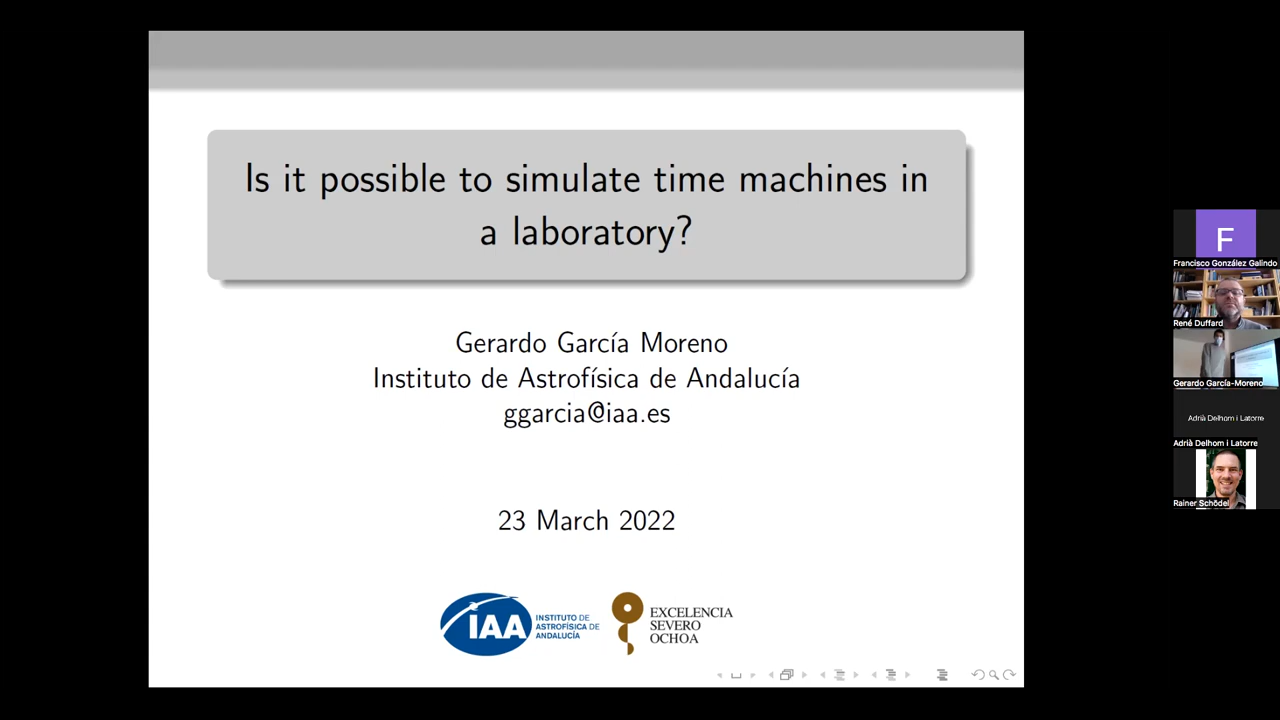 Is it possible to simulate time machines in
a laboratory?
Gerardo García Moreno
Instituto de Astrofísica de Andalucía
ggarcia@iaa.es
23 March 2022
IAA
INSTITUTO DE
ASTROFÍSICA DE
ANDALUCÍA
EXCELENCIA
SEVERO
OCHOA
F
Francisco González Galindo
René Duffard
Gerardo García-Moreno
Adrià Delhom i Latorre
Adrià Delhom i Latorre
Rainer Schödel